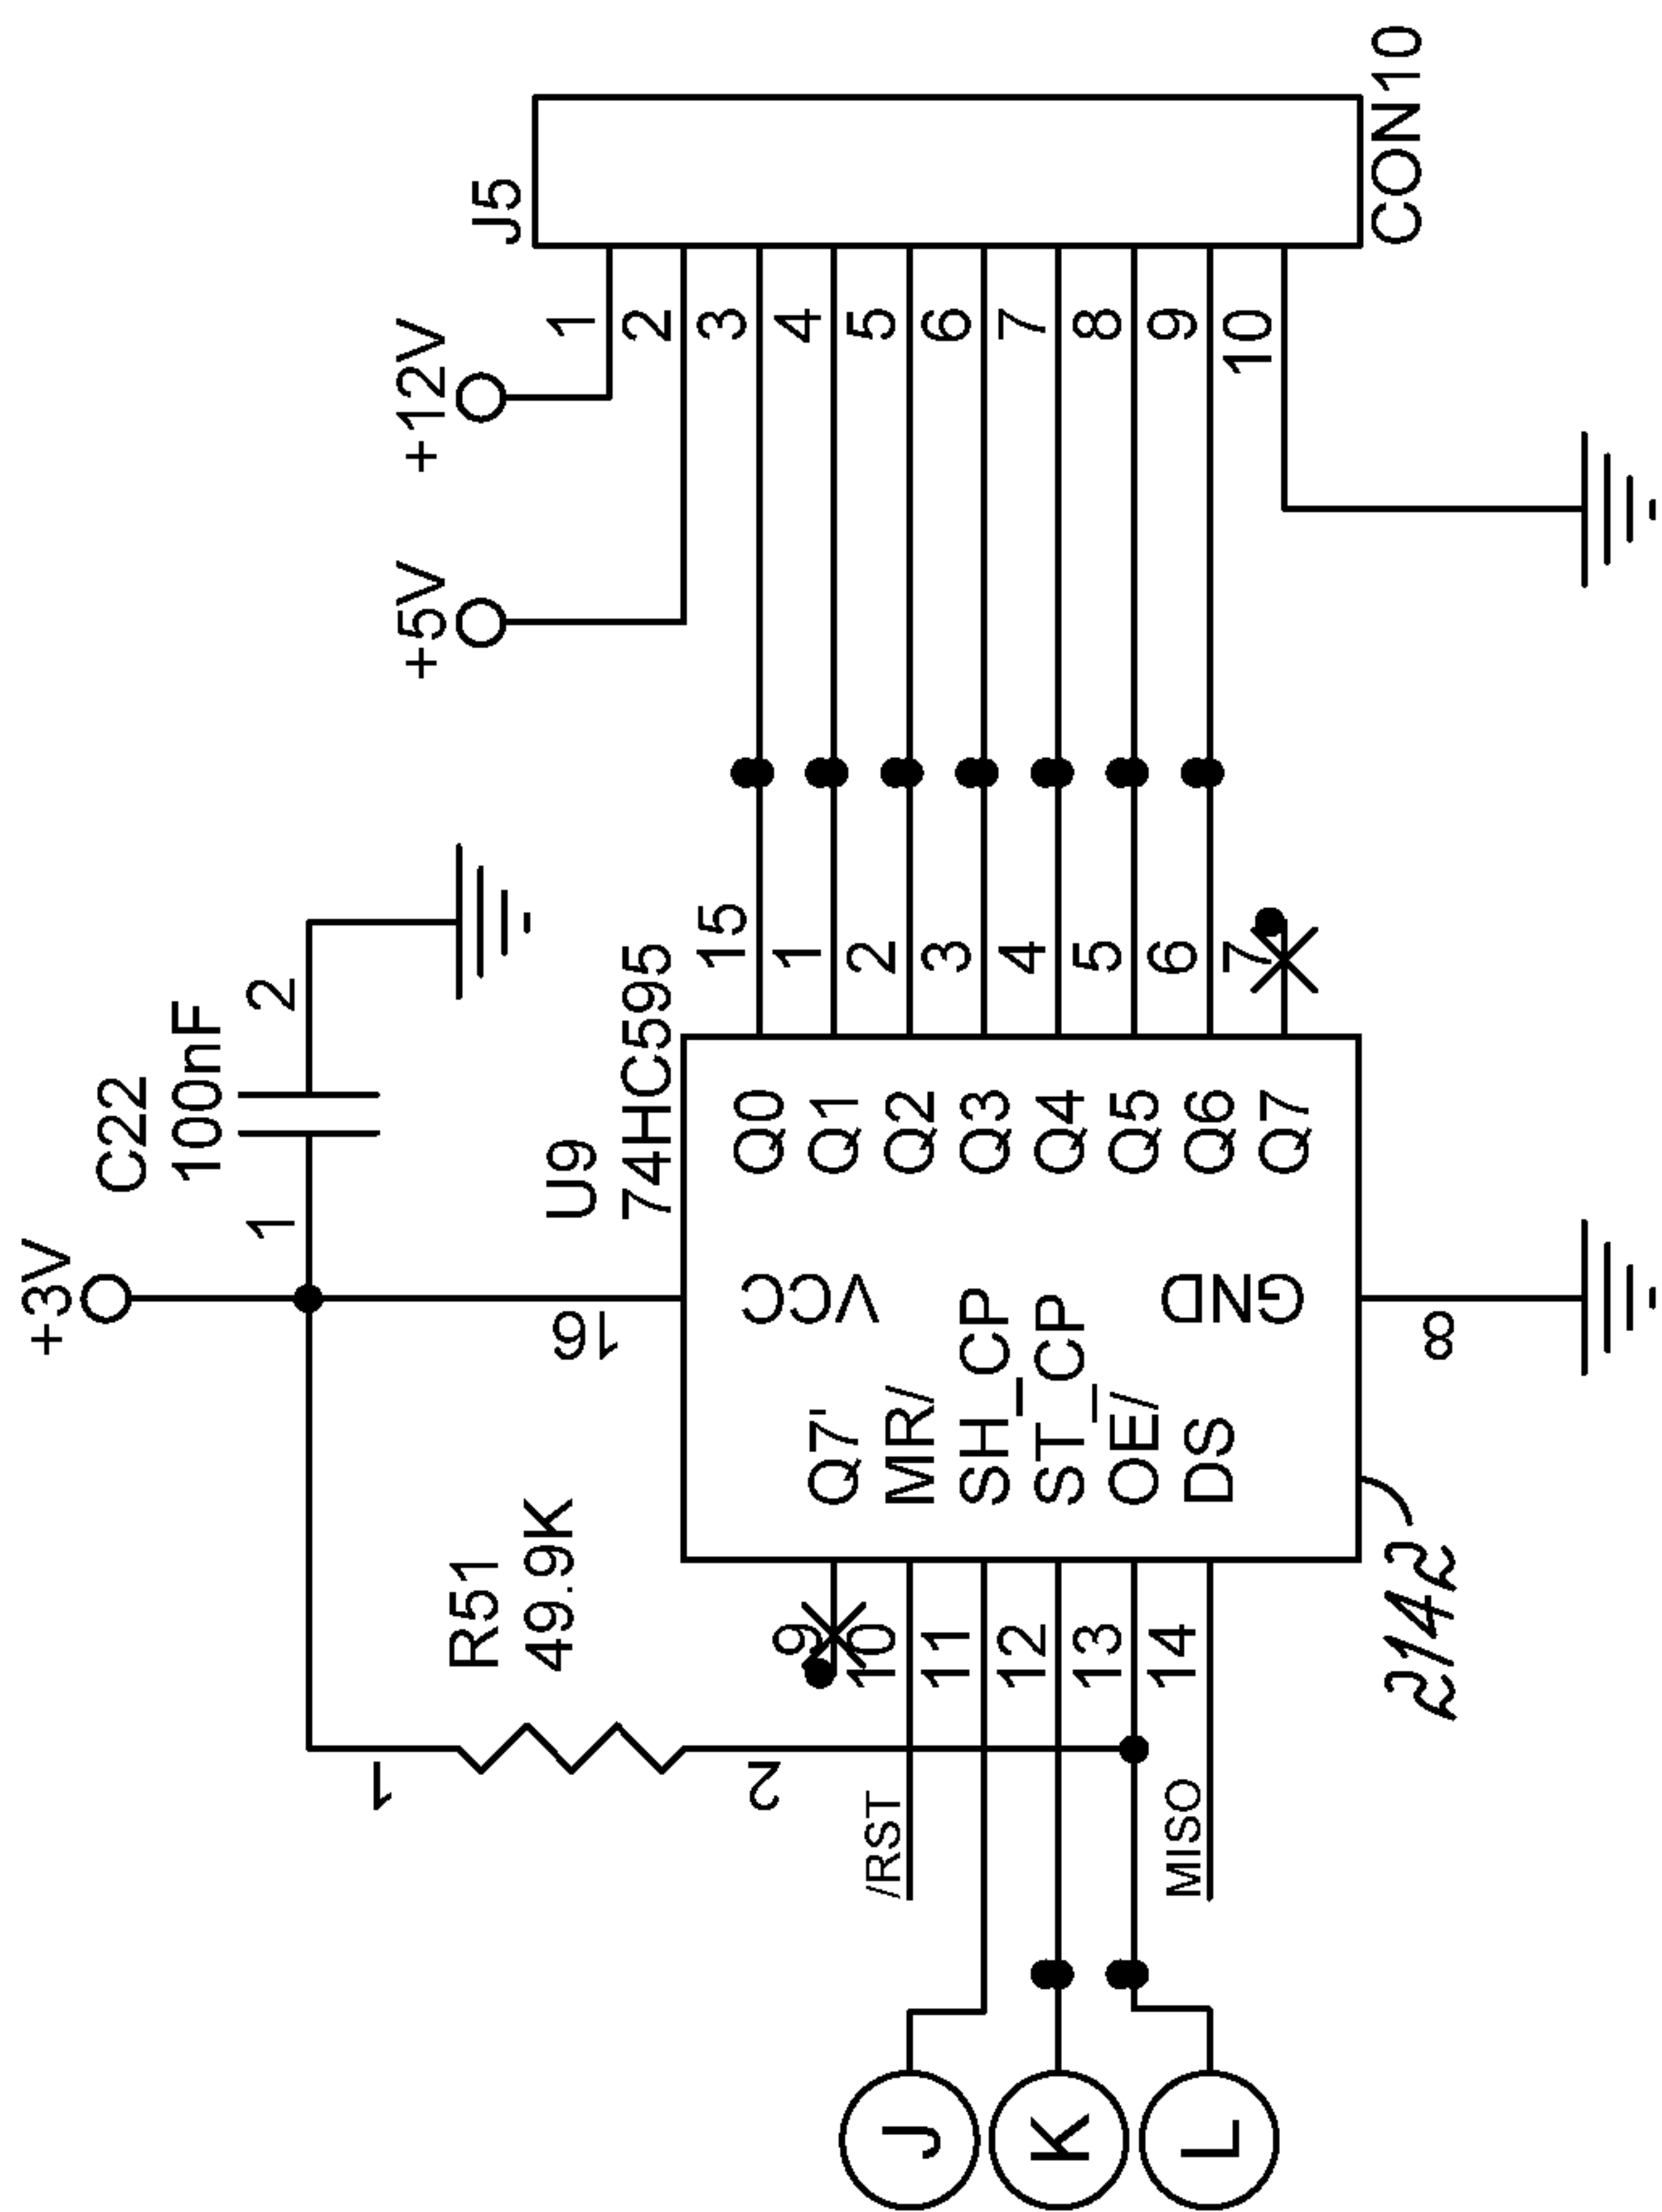 +3V
C22
100nF
1
2
+5V
+12V
J5
1
2
3
4
5
6
7
8
9
10
CON10
R51
49.9K
1
2
16
U9
74HC595
VCC
GND
8
Q0
Q1
Q2
Q3
Q4
Q5
Q6
Q7
15
1
2
3
4
5
6
7
Q7'
MR/
SH_CP
ST_CP
OE/
DS
9
10
11
12
13
14
/RST
MISO
J
K
L
2142